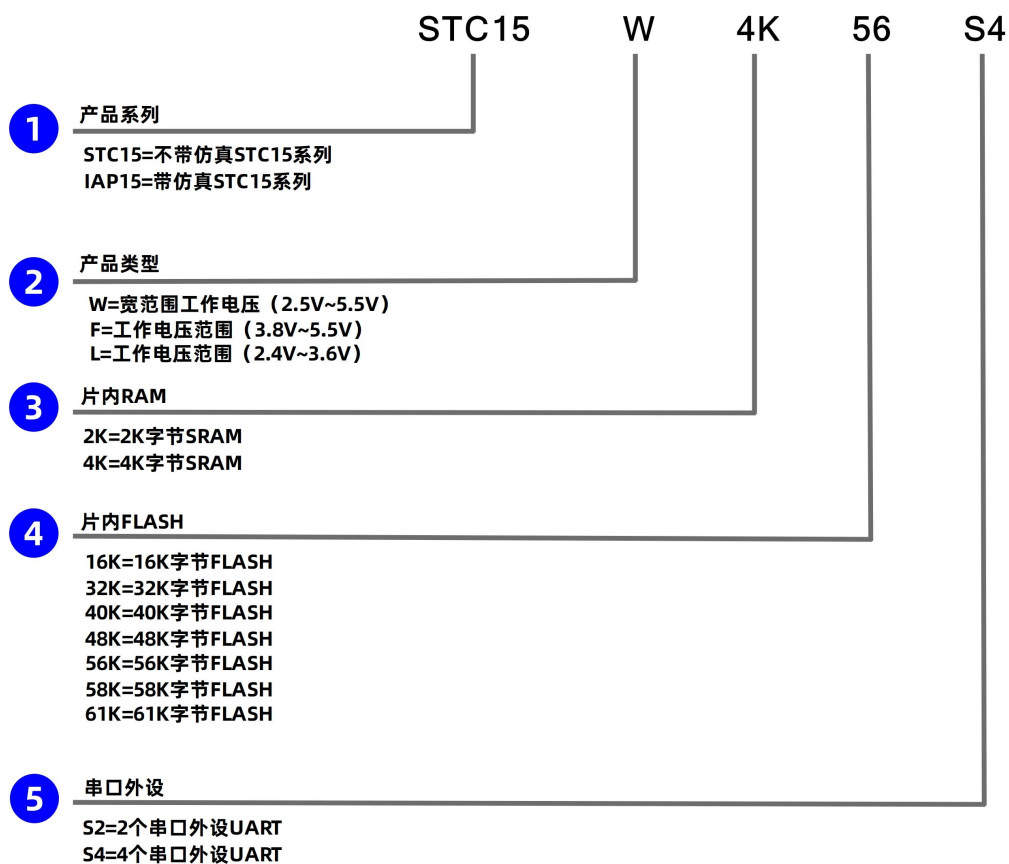 STC15 W 4K 56 S4
1 产品系列
STC15=不带仿真STC15系列
IAP15=带仿真STC15系列
2 产品类型
W=宽范围工作电压（2.5V~5.5V）
F=工作电压范围（3.8V~5.5V）
L=工作电压范围（2.4V~3.6V）
3 片内RAM
2K=2K字节SRAM
4K=4K字节SRAM
4 片内FLASH
16K=16K字节FLASH
32K=32K字节FLASH
40K=40K字节FLASH
48K=48K字节FLASH
56K=56K字节FLASH
58K=58K字节FLASH
61K=61K字节FLASH
5 串口外设
S2=2个串口外设UART
S4=4个串口外设UART